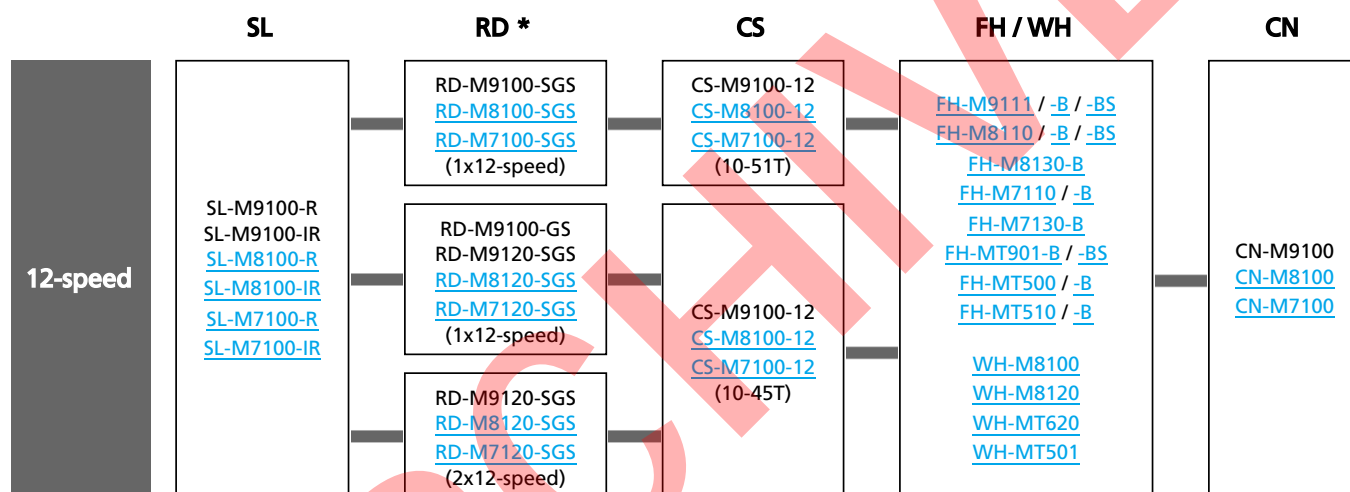 SL
RD *
CS
FH / WH
CN
12-speed
SL-M9100-R
SL-M9100-IR
SL-M8100-R
SL-M8100-IR
SL-M7100-R
SL-M7100-IR
RD-M9100-SGS
RD-M8100-SGS
RD-M7100-SGS
(1x12-speed)
RD-M9100-GS
RD-M9120-SGS
RD-M8120-SGS
RD-M7120-SGS
(1x12-speed)
RD-M9120-SGS
RD-M8120-SGS
RD-M7120-SGS
(2x12-speed)
CS-M9100-12
CS-M8100-12
CS-M7100-12
(10-51T)
CS-M9100-12
CS-M8100-12
CS-M7100-12
(10-45T)
FH-M9111 / -B / -BS
FH-M8110 / -B / -BS
FH-M8130-B
FH-M7110 / -B
FH-M7130-B
FH-MT901-B / -BS
FH-MT500 / -B
FH-MT510 / -B
WH-M8100
WH-M8120
WH-MT620
WH-MT501
CN-M9100
CN-M8100
CN-M7100